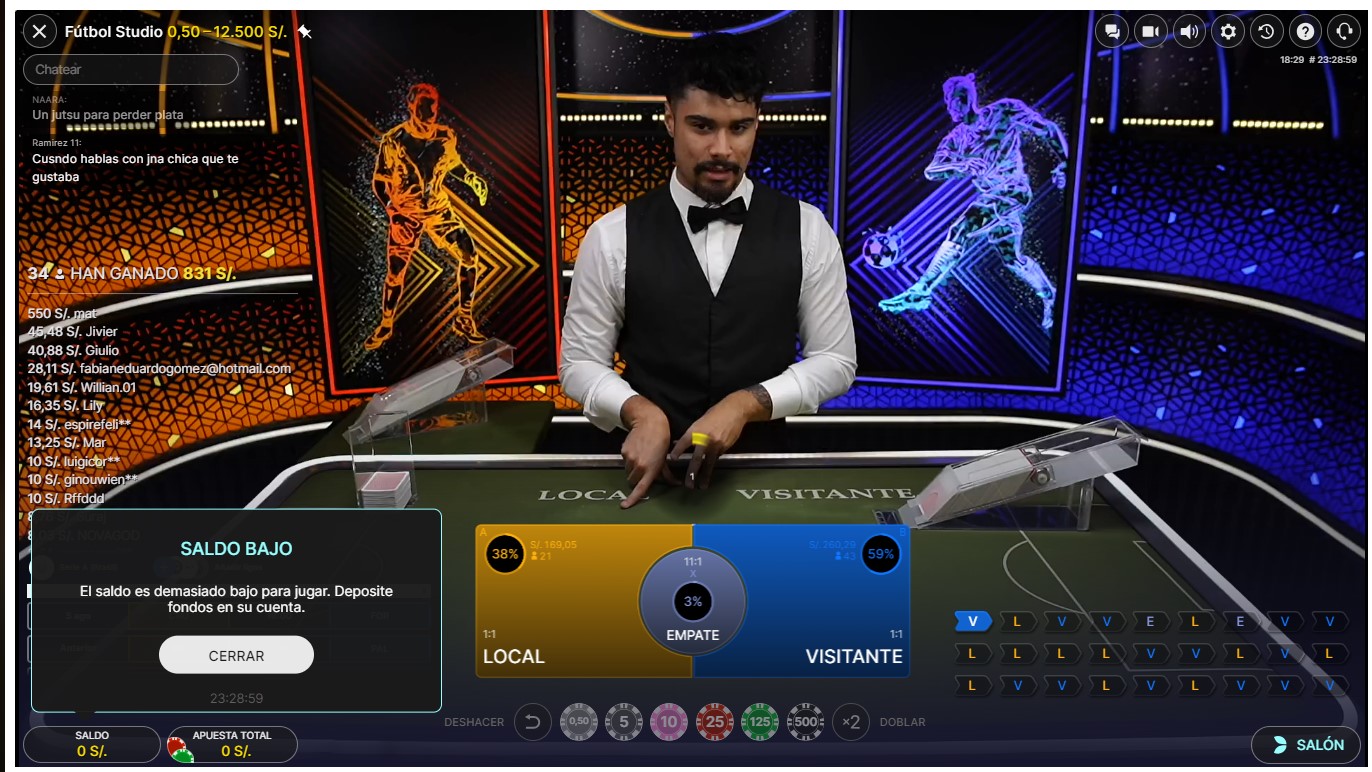 Fútbol Studio 0,50 –12.500 S/.
18:29 # 23:28:59
Chatear
NAARA:
Un jutsu para perder plata
Ramirez 11:
Cusndo hablas con jna chica que te
gustaba
34 HAN GANADO 831 S/.
550 S/. mat
45,48 S/. Jivier
40,88 S/. Giulio
28,11 S/. fabianeduardogomez@hotmail.com
19,61 S/. Willian.01
16,35 S/. Lily
14 S/. espirefeli**
13,25 S/. Mar
10 S/. luigicor**
10 S/. ginouwien**
10 S/. Rffddd
SALDO BAJO
El saldo es demasiado bajo para jugar. Deposite
fondos en su cuenta.
CERRAR
23:28:59
LOCAL VISITANTE
1
A
38%
S/.169,05
21
11:1
X
3%
EMPATE
B
S/.260,29
43
59%
1:1
LOCAL
1:1
VISITANTE
V L V V E L E V V
L L L L V V L V L
L V V L V L V V V
DESHACER 0,50 5 10 25 125 500 ×2 DOBLAR
SALDO
0 S/.
APUESTA TOTAL
0 S/.
SALÓN